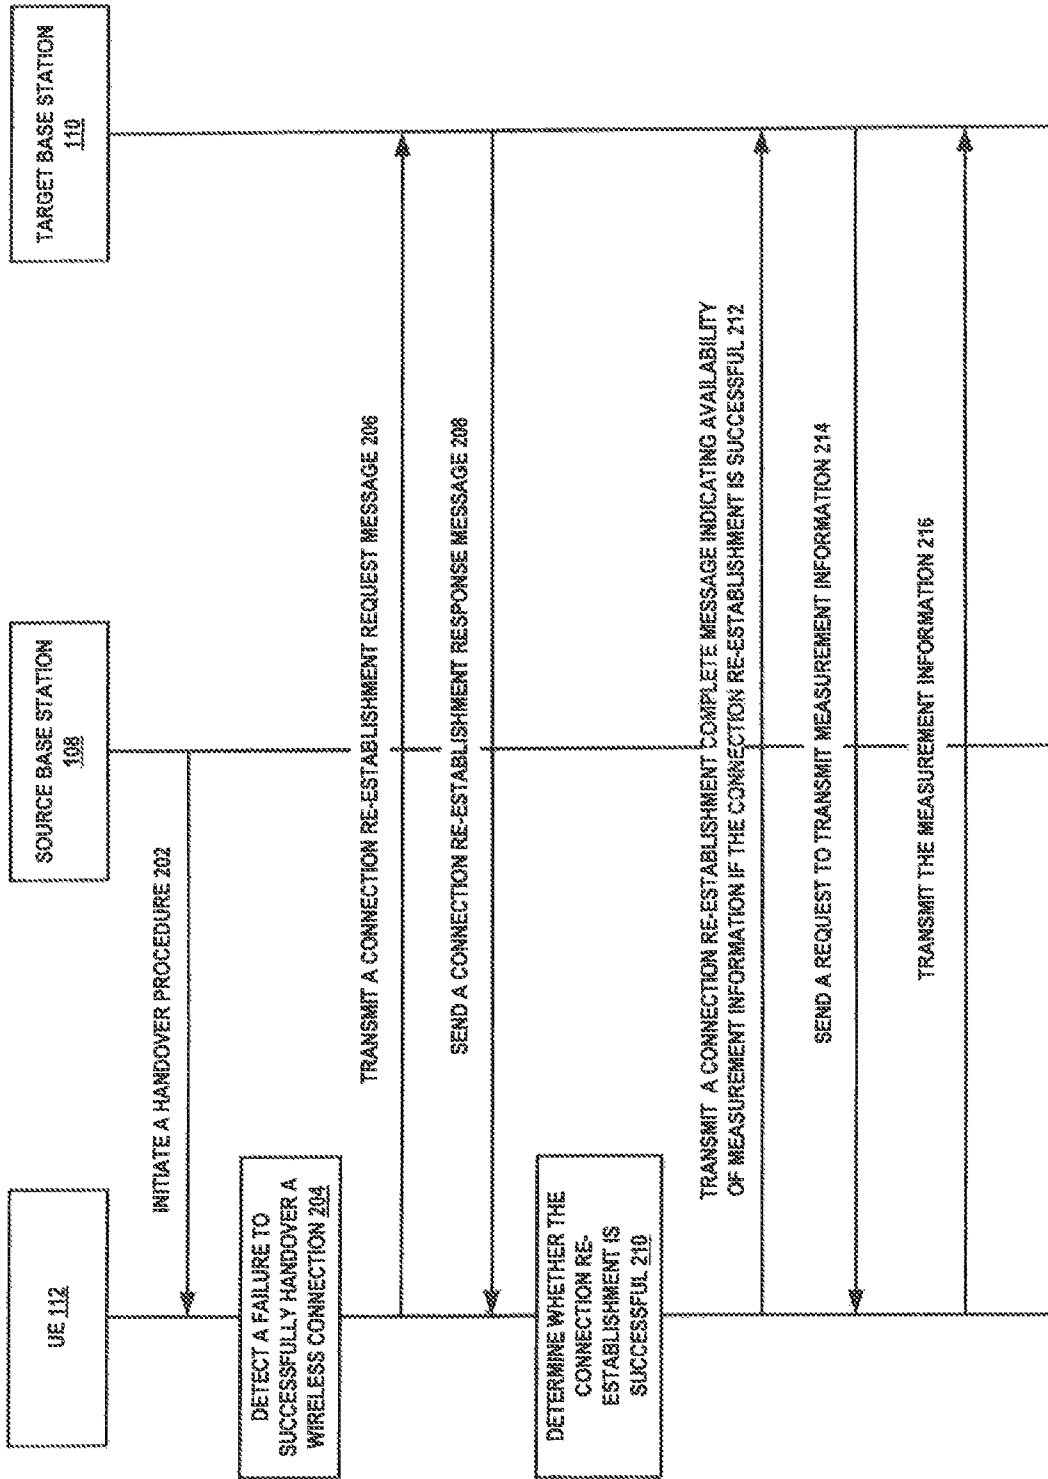 UE 112
SOURCE BASE STATION
108
TARGET BASE STATION
110
INITIATE A HANDOVER PROCEDURE 202
DETECT A FAILURE TO
SUCCESSFULLY HANDOVER A
WIRELESS CONNECTION 204
TRANSMIT A CONNECTION RE-ESTABLISHMENT REQUEST MESSAGE 206
SEND A CONNECTION RE-ESTABLISHMENT RESPONSE MESSAGE 208
DETERMINE WHETHER THE
CONNECTION RE-
ESTABLISHMENT IS
SUCCESSFUL 210
TRANSMIT A CONNECTION RE-ESTABLISHMENT COMPLETE MESSAGE INDICATING AVAILABILITY
OF MEASUREMENT INFORMATION IF THE CONNECTION RE-ESTABLISHMENT IS SUCCESSFUL 212
SEND A REQUEST TO TRANSMIT MEASUREMENT INFORMATION 214
TRANSMIT THE MEASUREMENT INFORMATION 216